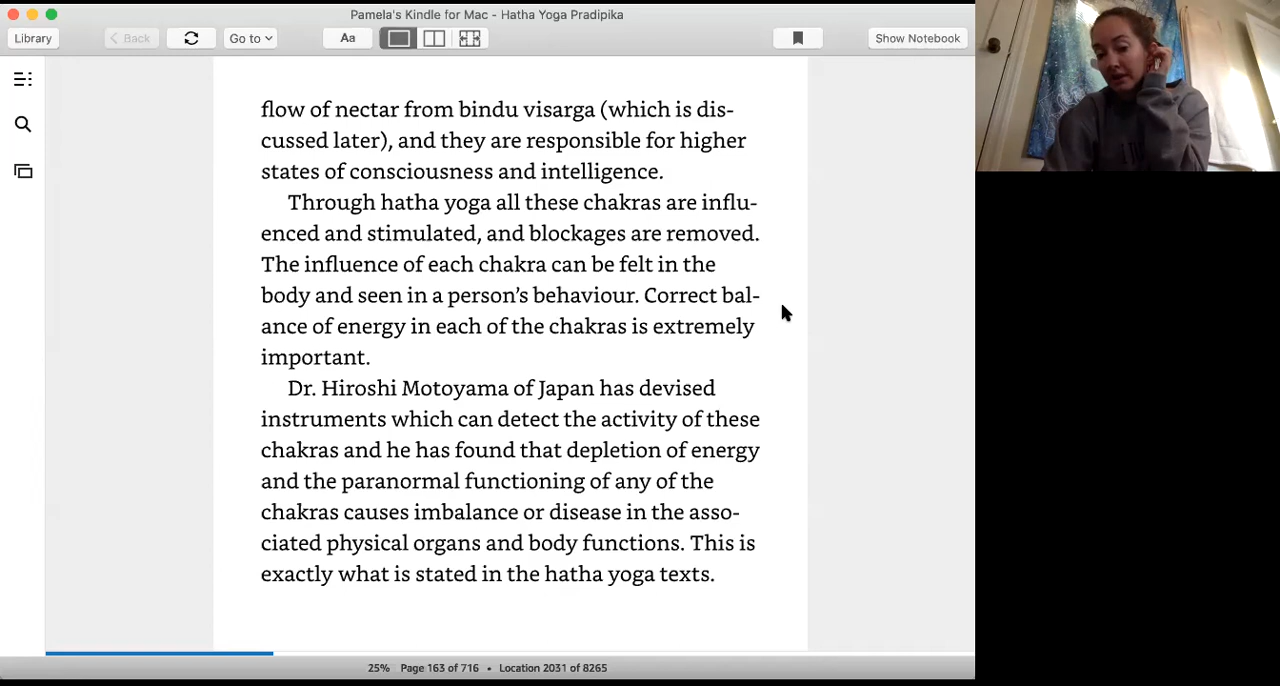 Pamela's Kindle for Mac - Hatha Yoga Pradipika
Library
Back
Go to
Aa
Show Notebook
flow of nectar from bindu visarga (which is dis-
cussed later), and they are responsible for higher
states of consciousness and intelligence.
Through hatha yoga all these chakras are influ-
enced and stimulated, and blockages are removed.
The influence of each chakra can be felt in the
body and seen in a person’s behaviour. Correct bal-
ance of energy in each of the chakras is extremely
important.
Dr. Hiroshi Motoyama of Japan has devised
instruments which can detect the activity of these
chakras and he has found that depletion of energy
and the paranormal functioning of any of the
chakras causes imbalance or disease in the asso-
ciated physical organs and body functions. This is
exactly what is stated in the hatha yoga texts.
25% Page 163 of 716 • Location 2031 of 8265